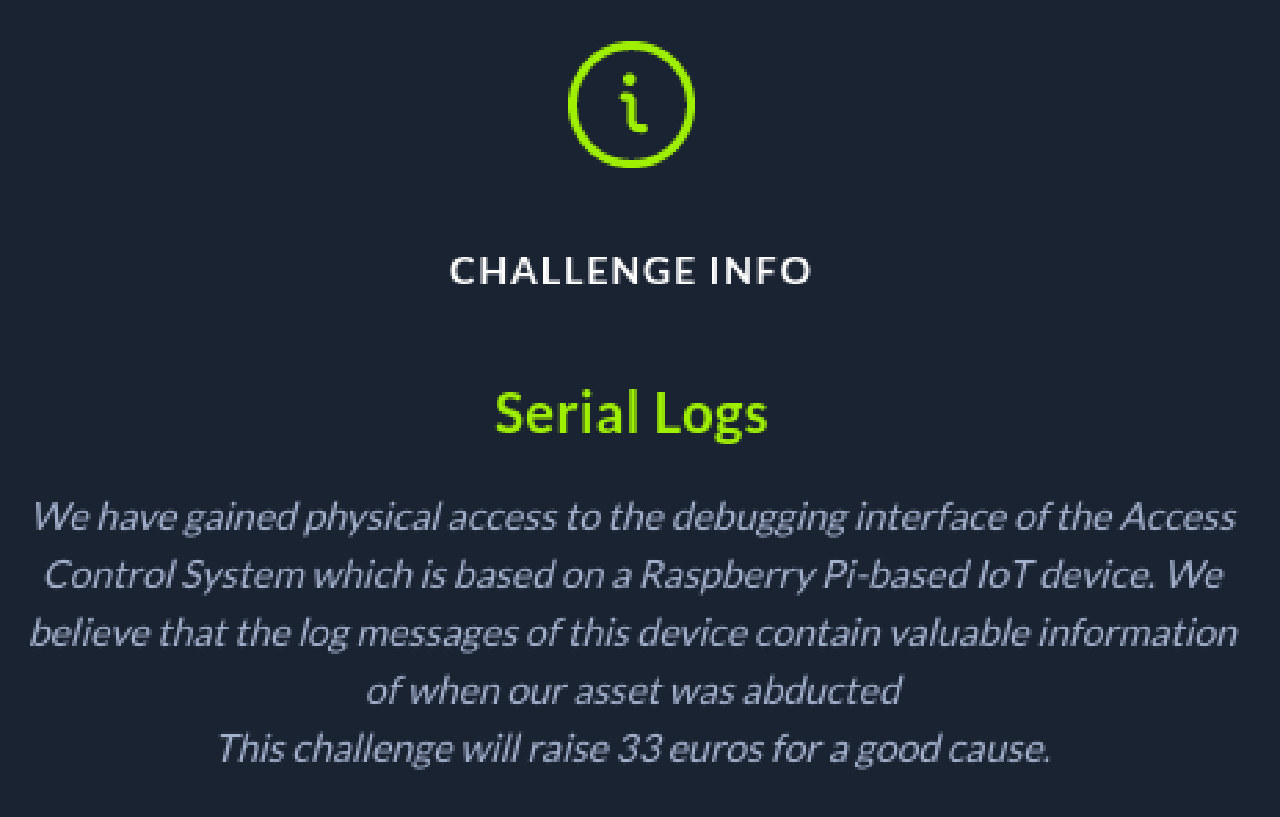 CHALLENGE INFO
Serial Logs
We have gained physical access to the debugging interface of the Access
Control System which is based on a Raspberry Pi-based IoT device. We
believe that the log messages of this device contain valuable information
of when our asset was abducted
This challenge will raise 33 euros for a good cause.